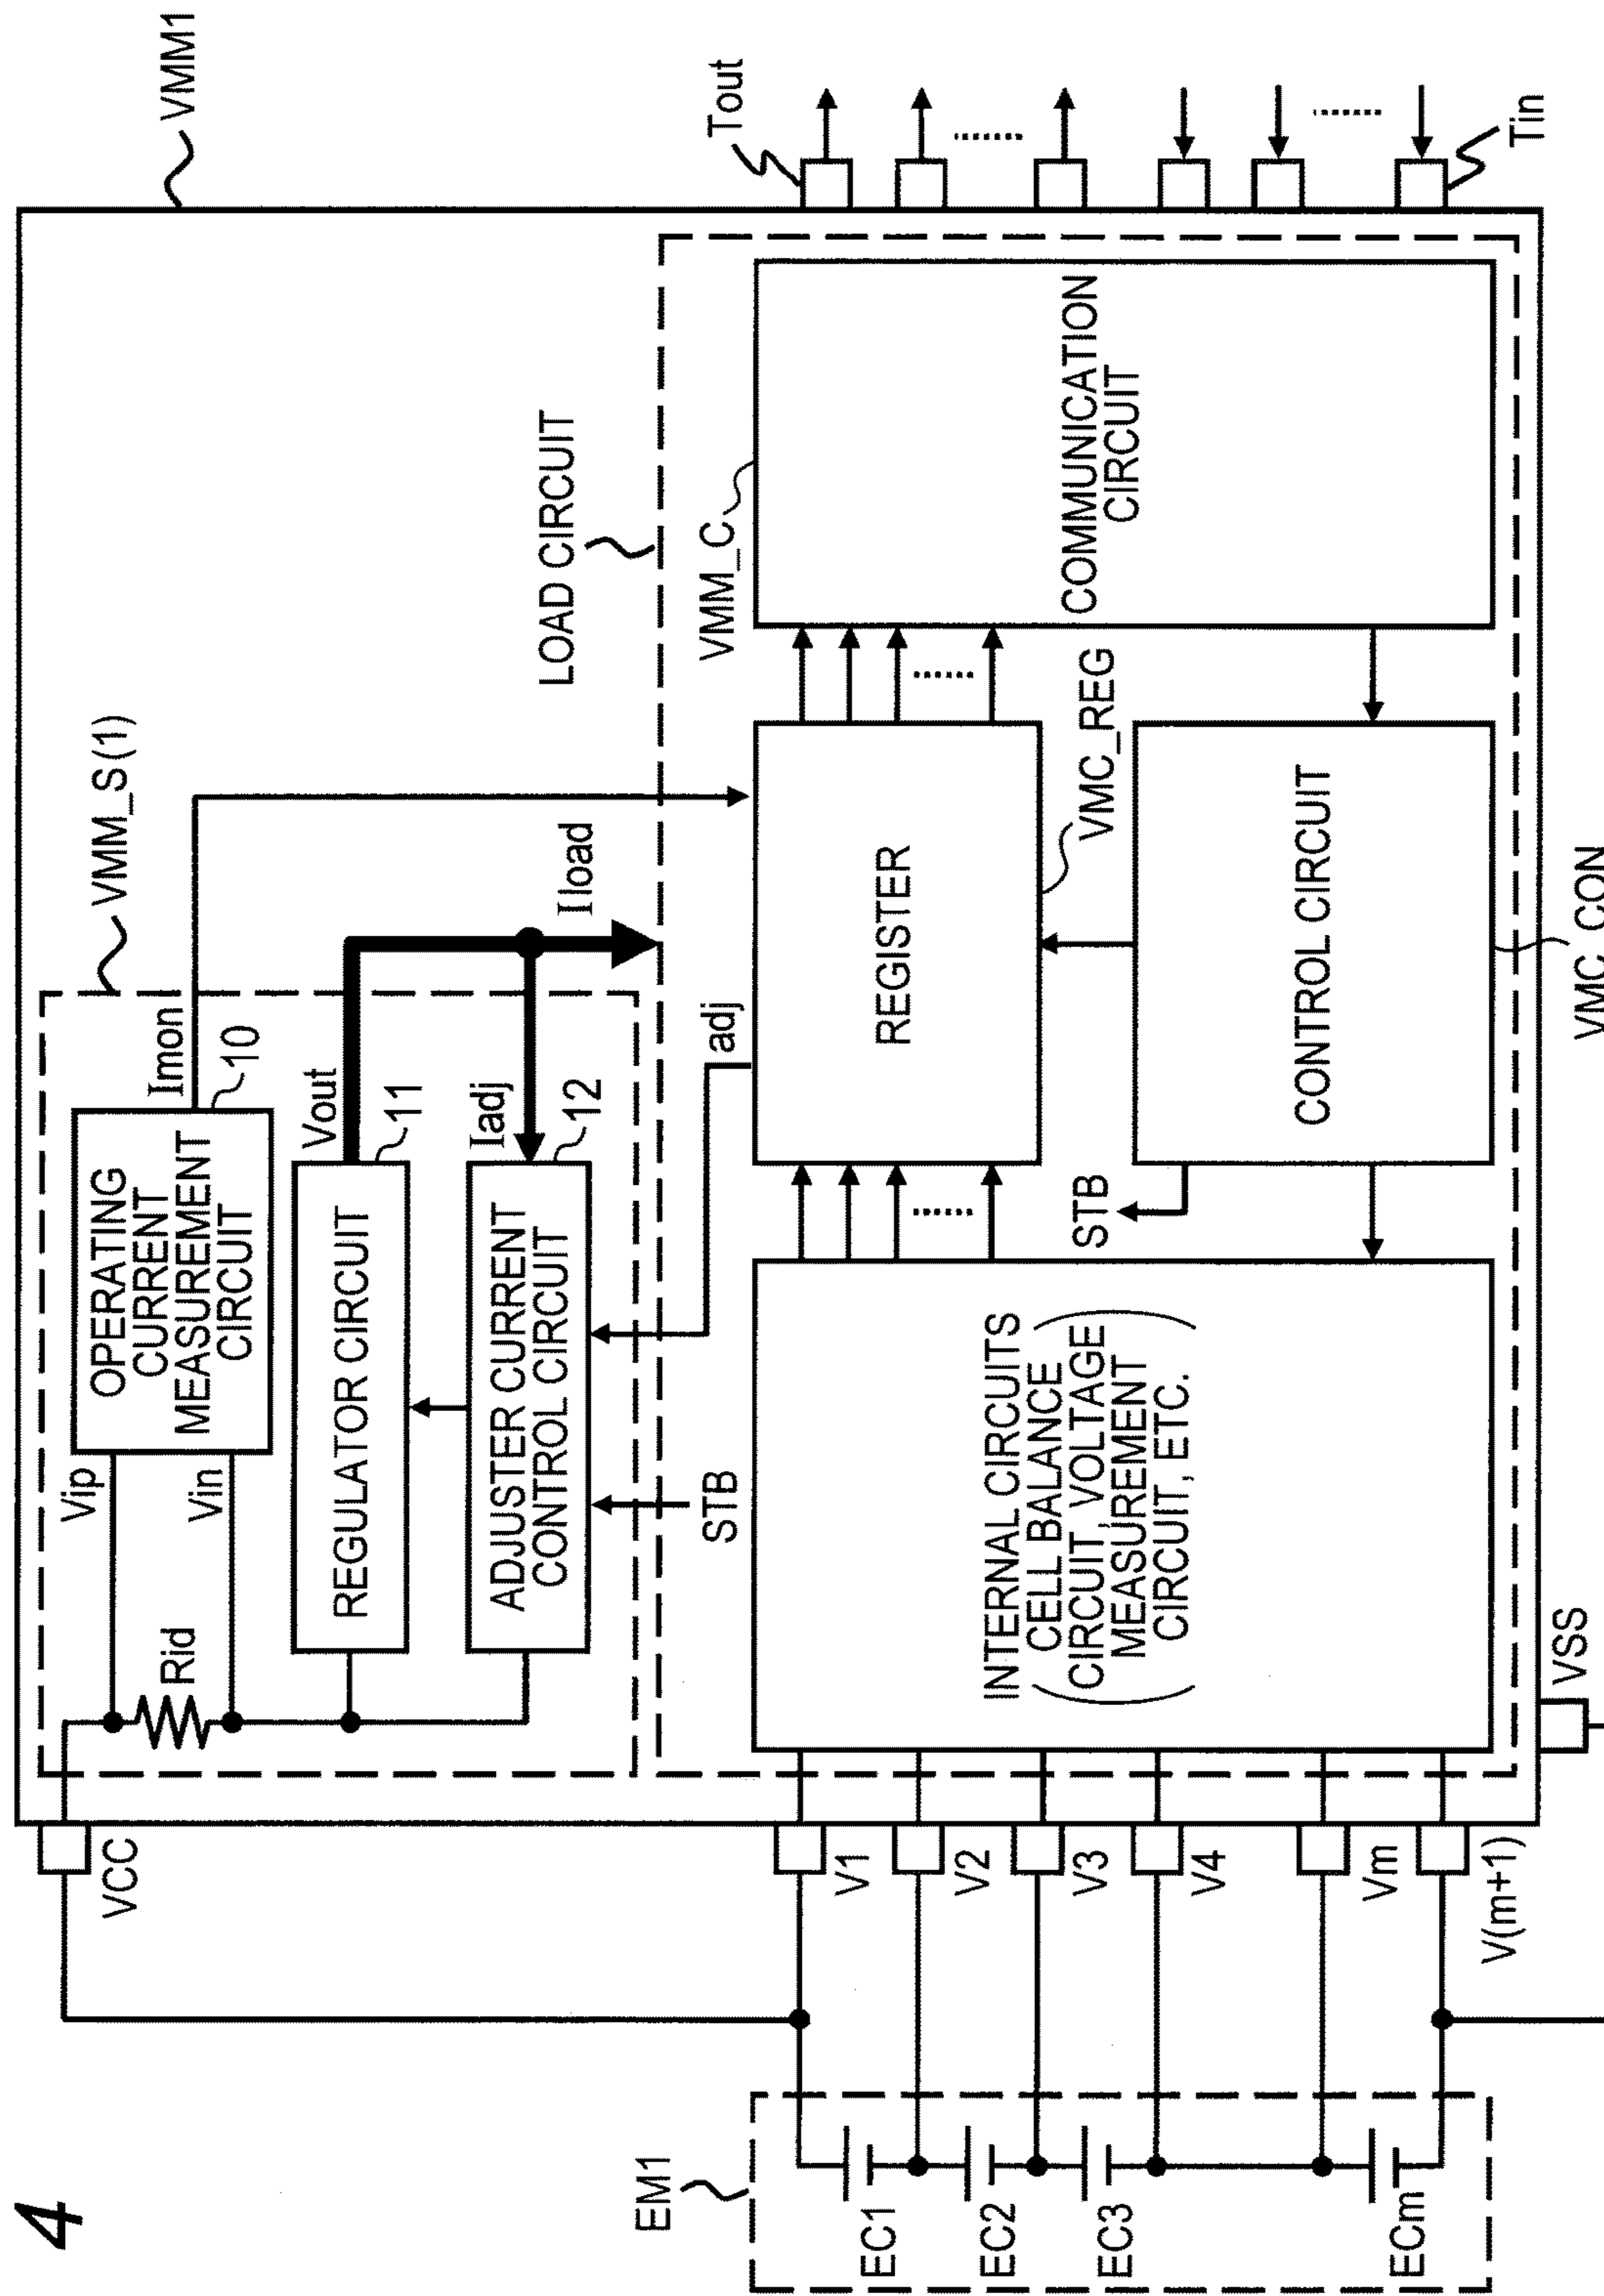 4
VMM1
VMM_S(1)
VCC
Vip
Vin
Rid
OPERATING
CURRENT
MEASUREMENT
CIRCUIT
Imon
10
REGULATOR CIRCUIT
Vout
11
ADJUSTER CURRENT
CONTROL CIRCUIT
Iadj
12
Iload
LOAD CIRCUIT
STB
adj
VMM_C
Tout
EM1
EC1
EC2
EC3
ECm
V1
V2
V3
V4
Vm
V(m+1)
INTERNAL CIRCUITS
CELL BALANCE
CIRCUIT, VOLTAGE
MEASUREMENT
CIRCUIT, ETC.
REGISTER
VMC_REG
STB
CONTROL CIRCUIT
COMMUNICATION
CIRCUIT
Tin
VSS
VMC_CON